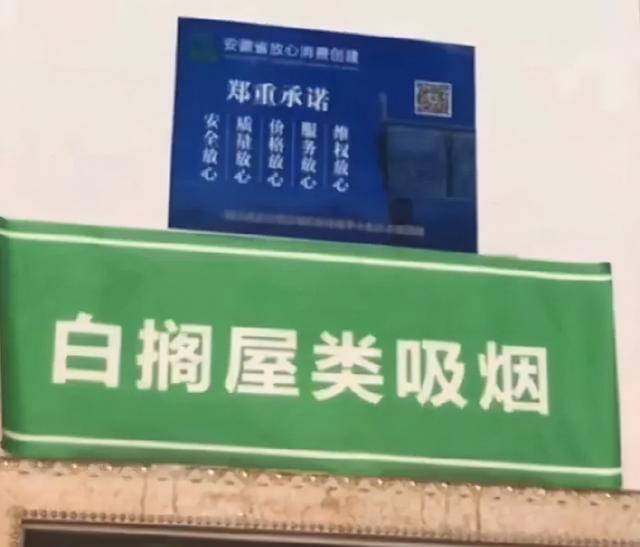 安徽省放心消费创建
郑重承诺
安全放心
质量放心
价格放心
服务放心
维权放心
白搁屋类吸烟